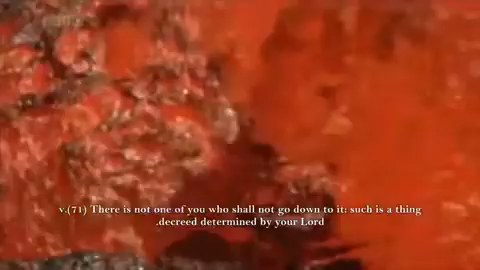 v.(71) There is not one of you who shall not go down to it: such is a thing
.decreed determined by your Lord